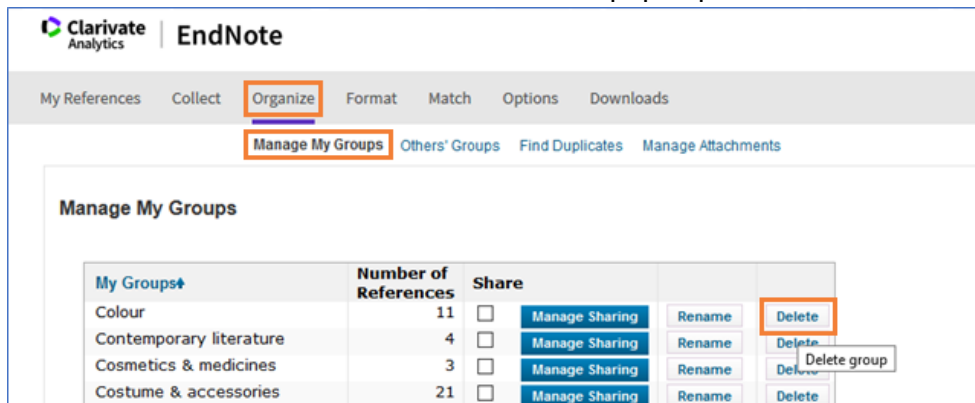 Clarivate
Analytics
EndNote
My References Collect Organize Format Match Options Downloads
Manage My Groups Others' Groups Find Duplicates Manage Attachments
Manage My Groups
My Groups Number of References Share
Colour 11 Manage Sharing Rename Delete
Contemporary literature 4 Manage Sharing Rename Delete
Delete group
Cosmetics & medicines 3 Manage Sharing Rename
Costume & accessories 21 Manage Sharing Rename Delete